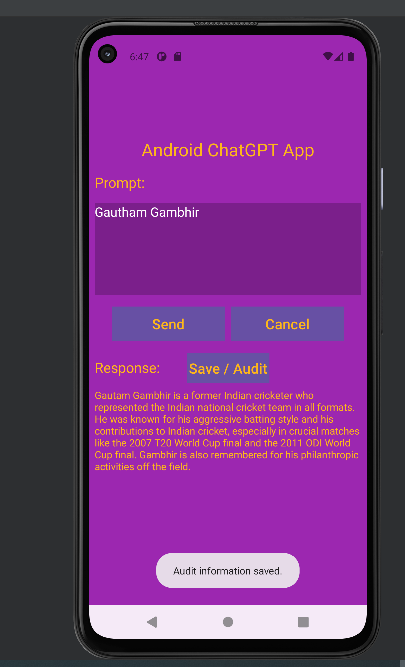 6:47
Android ChatGPT App
Prompt:
Gautham Gambhir
Send Cancel
Response: Save / Audit
Gautam Gambhir is a former Indian cricketer who
represented the Indian national cricket team in all formats.
He was known for his aggressive batting style and his
contributions to Indian cricket, especially in crucial matches
like the 2007 T20 World Cup final and the 2011 ODI World
Cup final. Gambhir is also remembered for his philanthropic
activities off the field.
Audit information saved.